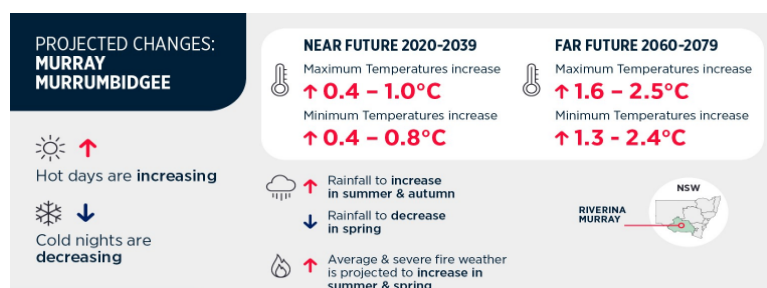 PROJECTED CHANGES:
MURRAY
MURRUMBIDGEE
Hot days are increasing
Cold nights are
decreasing
NEAR FUTURE 2020-2039
Maximum Temperatures increase
↑ 0.4 – 1.0°C
Minimum Temperatures increase
↑ 0.4 – 0.8°C
FAR FUTURE 2060-2079
Maximum Temperatures increase
↑ 1.6 – 2.5°C
Minimum Temperatures increase
↑ 1.3 - 2.4°C
Rainfall to increase
in summer & autumn
Rainfall to decrease
in spring
Average & severe fire weather
is projected to increase in
summer & spring
NSW
RIVERINA
MURRAY